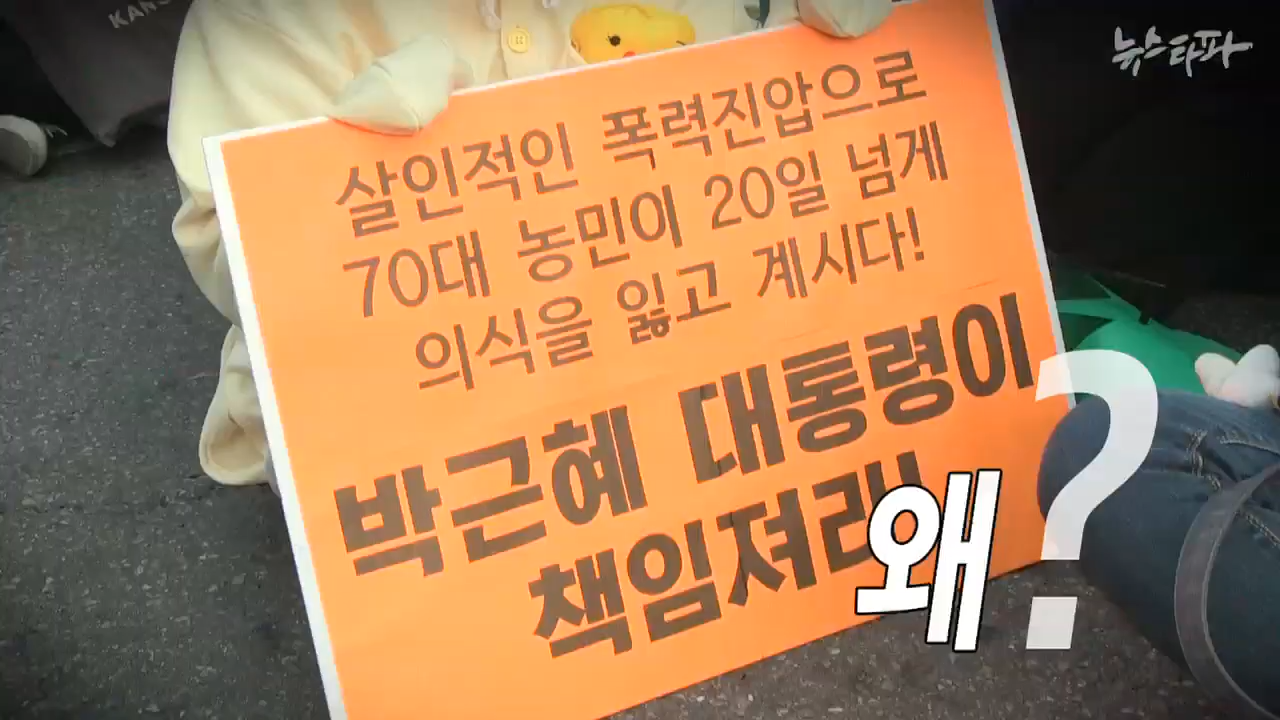 뉴스타파
살인적인 폭력진압으로
70대 농민이 20일 넘게
의식을 잃고 계시다!
박근혜 대통령이
책임져라!
왜?